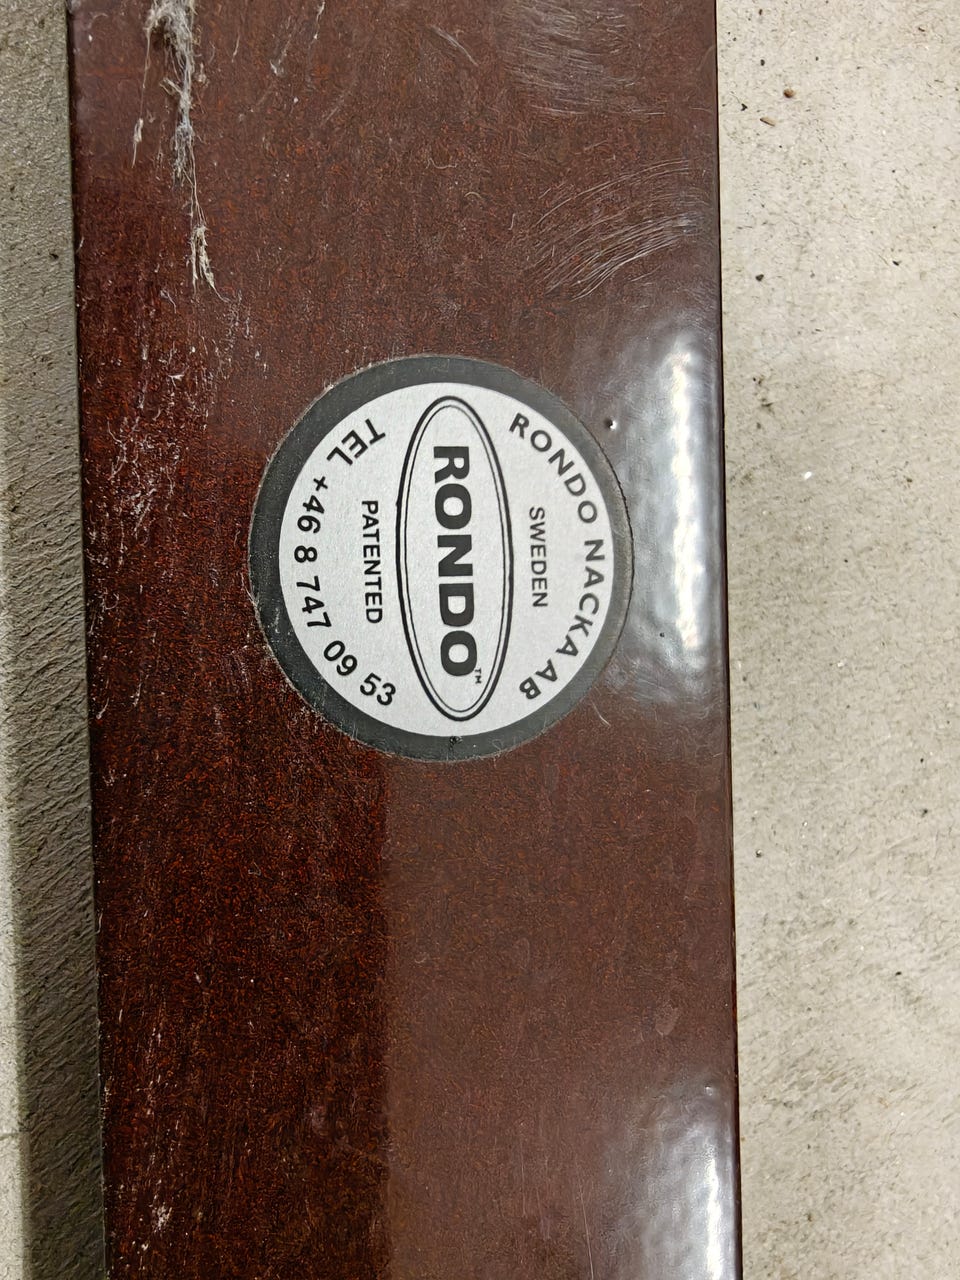 RONDO NACKA AB
SWEDEN
RONDO™
PATENTED
TEL +46 8 747 09 53